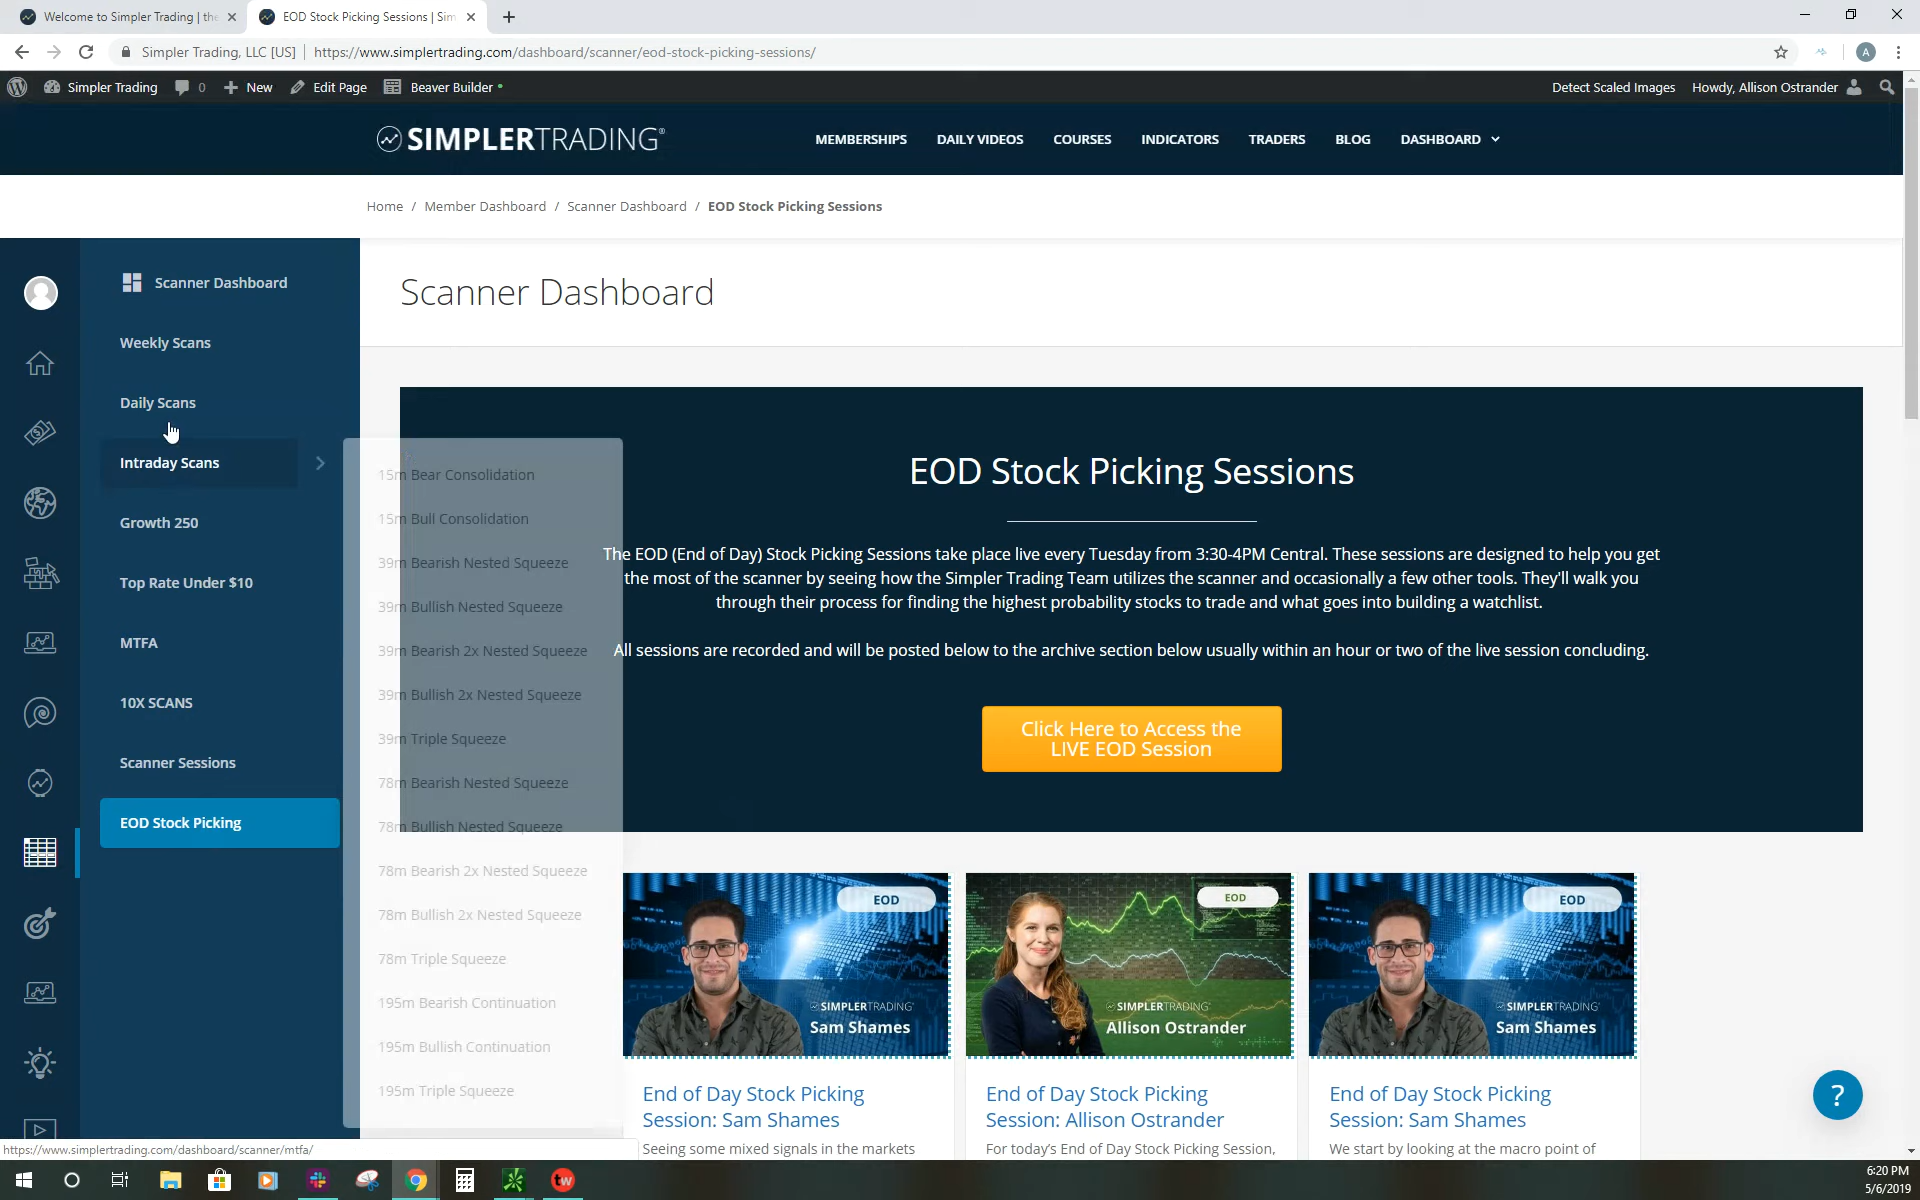 Welcome to Simpler Trading | the
EOD Stock Picking Sessions | Sim
Simpler Trading, LLC [US]
https://www.simplertrading.com/dashboard/scanner/eod-stock-picking-sessions/
A
Simpler Trading
0
New
Edit Page
Beaver Builder
Detect Scaled Images
Howdy, Allison Ostrander
SIMPLERTRADING®
MEMBERSHIPS
DAILY VIDEOS
COURSES
INDICATORS
TRADERS
BLOG
DASHBOARD
Home / Member Dashboard / Scanner Dashboard / EOD Stock Picking Sessions
Scanner Dashboard
Weekly Scans
Daily Scans
Intraday Scans
Growth 250
Top Rate Under $10
MTFA
10X SCANS
Scanner Sessions
EOD Stock Picking
15m Bear Consolidation
15m Bull Consolidation
39m Bearish Nested Squeeze
39m Bullish Nested Squeeze
39m Bearish 2x Nested Squeeze
39m Bullish 2x Nested Squeeze
39m Triple Squeeze
78m Bearish Nested Squeeze
78m Bullish Nested Squeeze
78m Bearish 2x Nested Squeeze
78m Bullish 2x Nested Squeeze
78m Triple Squeeze
195m Bearish Continuation
195m Bullish Continuation
195m Triple Squeeze
Scanner Dashboard
EOD Stock Picking Sessions
The EOD (End of Day) Stock Picking Sessions take place live every Tuesday from 3:30-4PM Central. These sessions are designed to help you get
the most of the scanner by seeing how the Simpler Trading Team utilizes the scanner and occasionally a few other tools. They'll walk you
through their process for finding the highest probability stocks to trade and what goes into building a watchlist.
All sessions are recorded and will be posted below to the archive section below usually within an hour or two of the live session concluding.
Click Here to Access the
LIVE EOD Session
EOD
SIMPLERTRADING
Sam Shames
End of Day Stock Picking
Session: Sam Shames
Seeing some mixed signals in the markets
EOD
SIMPLERTRADING
Allison Ostrander
End of Day Stock Picking
Session: Allison Ostrander
For today's End of Day Stock Picking Session,
EOD
SIMPLERTRADING
Sam Shames
End of Day Stock Picking
Session: Sam Shames
We start by looking at the macro point of
?
https://www.simplertrading.com/dashboard/scanner/mtfa/
tw
6:20 PM
5/6/2019